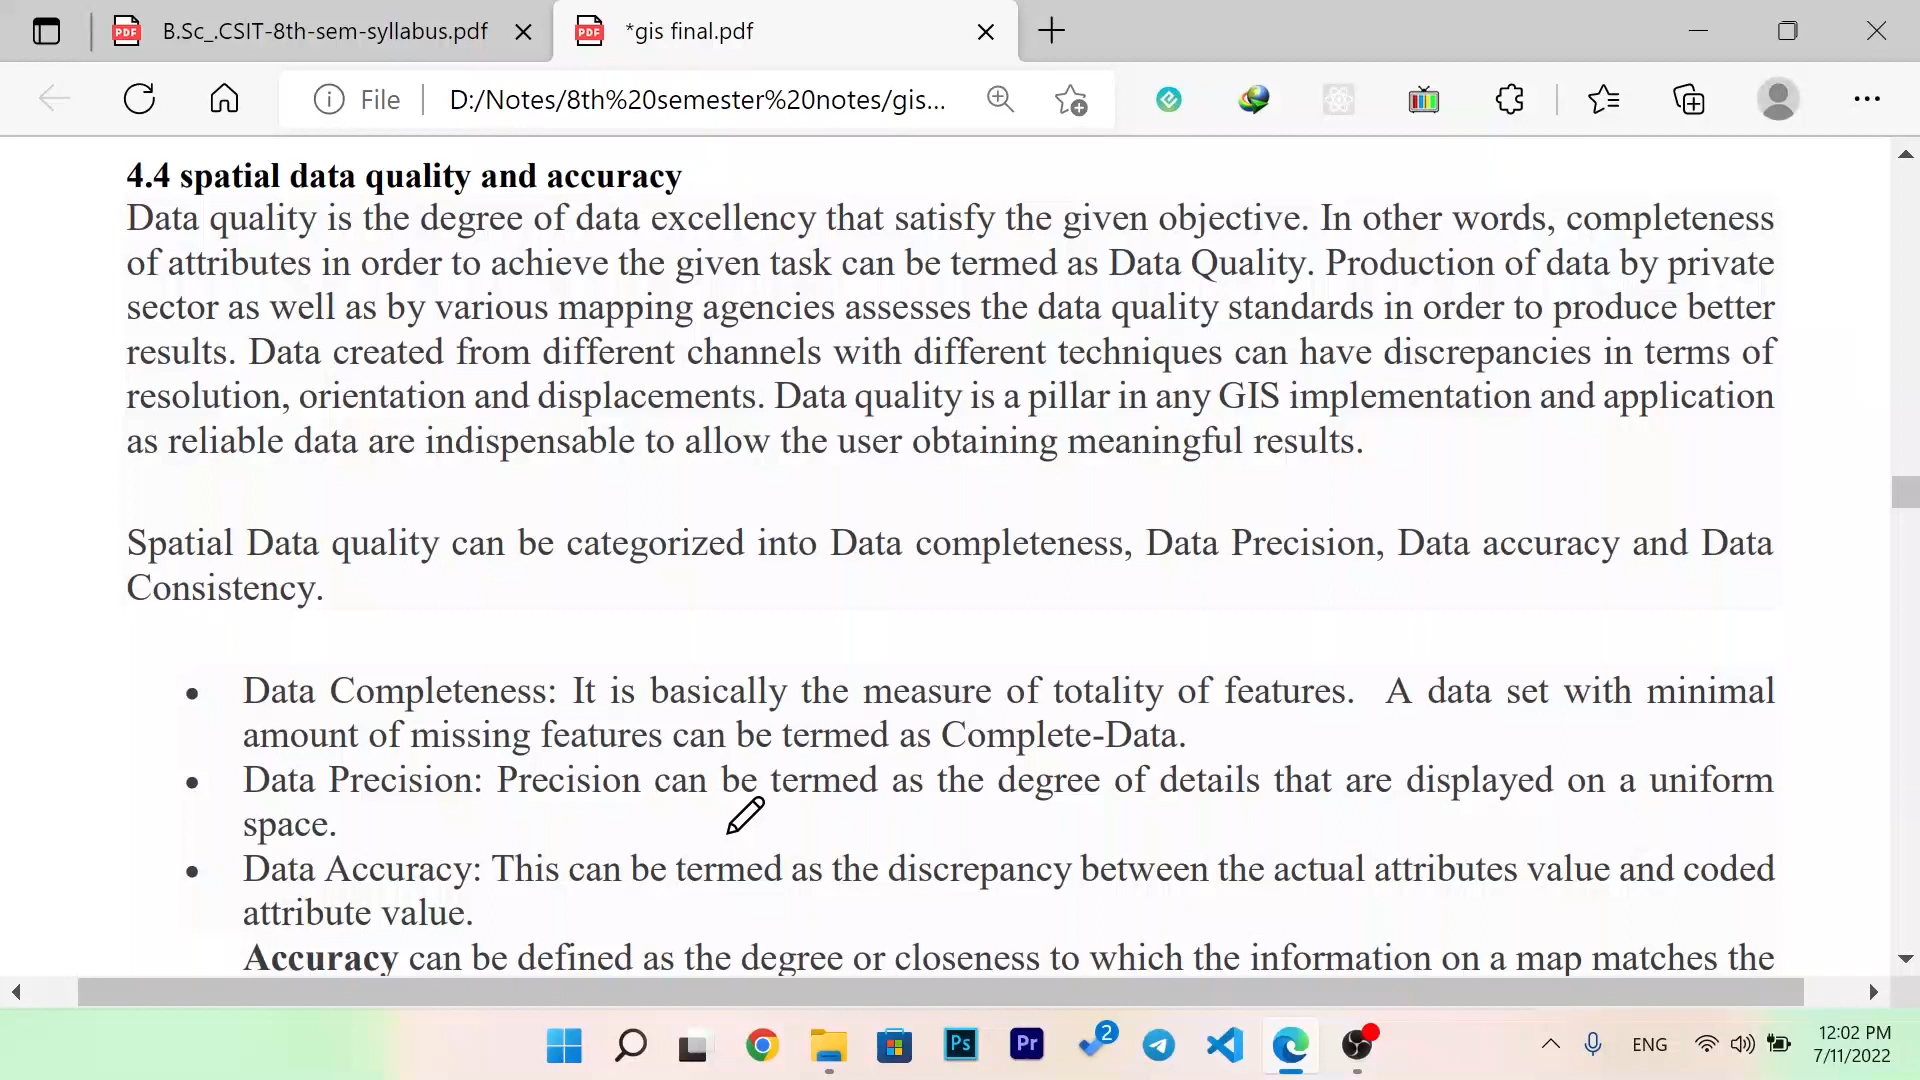 B.Sc_.CSIT-8th-sem-syllabus.pdf
*gis final.pdf
File
D:/Notes/8th%20semester%20notes/gis...
4.4 spatial data quality and accuracy
Data quality is the degree of data excellency that satisfy the given objective. In other words, completeness
of attributes in order to achieve the given task can be termed as Data Quality. Production of data by private
sector as well as by various mapping agencies assesses the data quality standards in order to produce better
results. Data created from different channels with different techniques can have discrepancies in terms of
resolution, orientation and displacements. Data quality is a pillar in any GIS implementation and application
as reliable data are indispensable to allow the user obtaining meaningful results.
Spatial Data quality can be categorized into Data completeness, Data Precision, Data accuracy and Data
Consistency.
• Data Completeness: It is basically the measure of totality of features. A data set with minimal
amount of missing features can be termed as Complete-Data.
• Data Precision: Precision can be termed as the degree of details that are displayed on a uniform
space.
• Data Accuracy: This can be termed as the discrepancy between the actual attributes value and coded
attribute value.
Accuracy can be defined as the degree or closeness to which the information on a map matches the
PDF
PDF
Ps
Pr
2
ENG
12:02 PM
7/11/2022